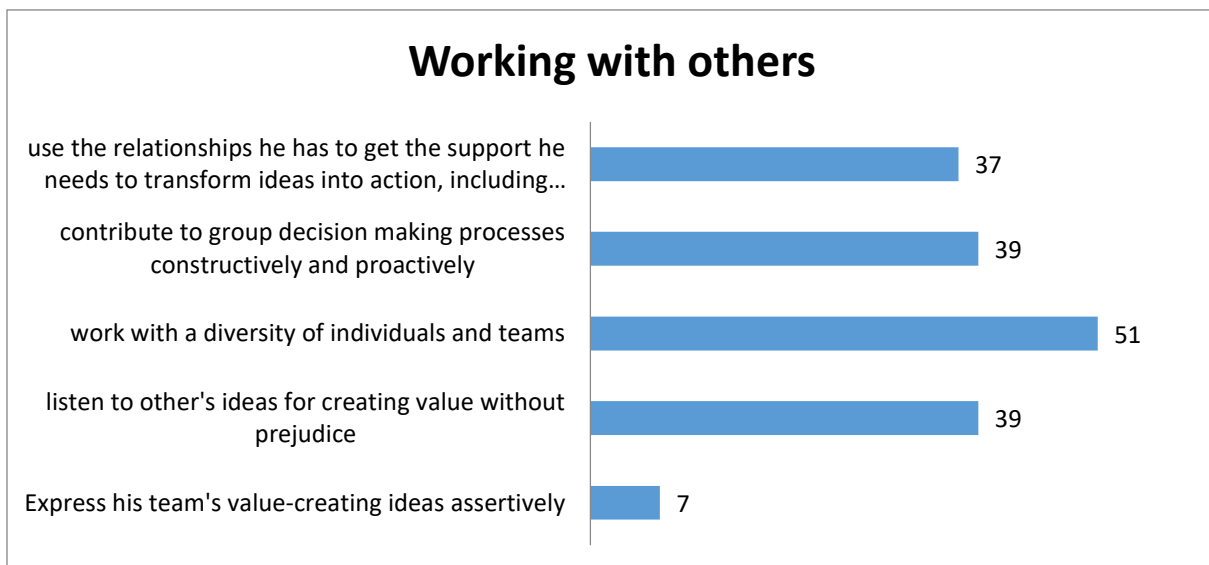 Working with others
use the relationships he has to get the support he
needs to transform ideas into action, including…
37
contribute to group decision making processes
constructively and proactively
39
work with a diversity of individuals and teams
51
listen to other's ideas for creating value without
prejudice
39
Express his team's value-creating ideas assertively
7